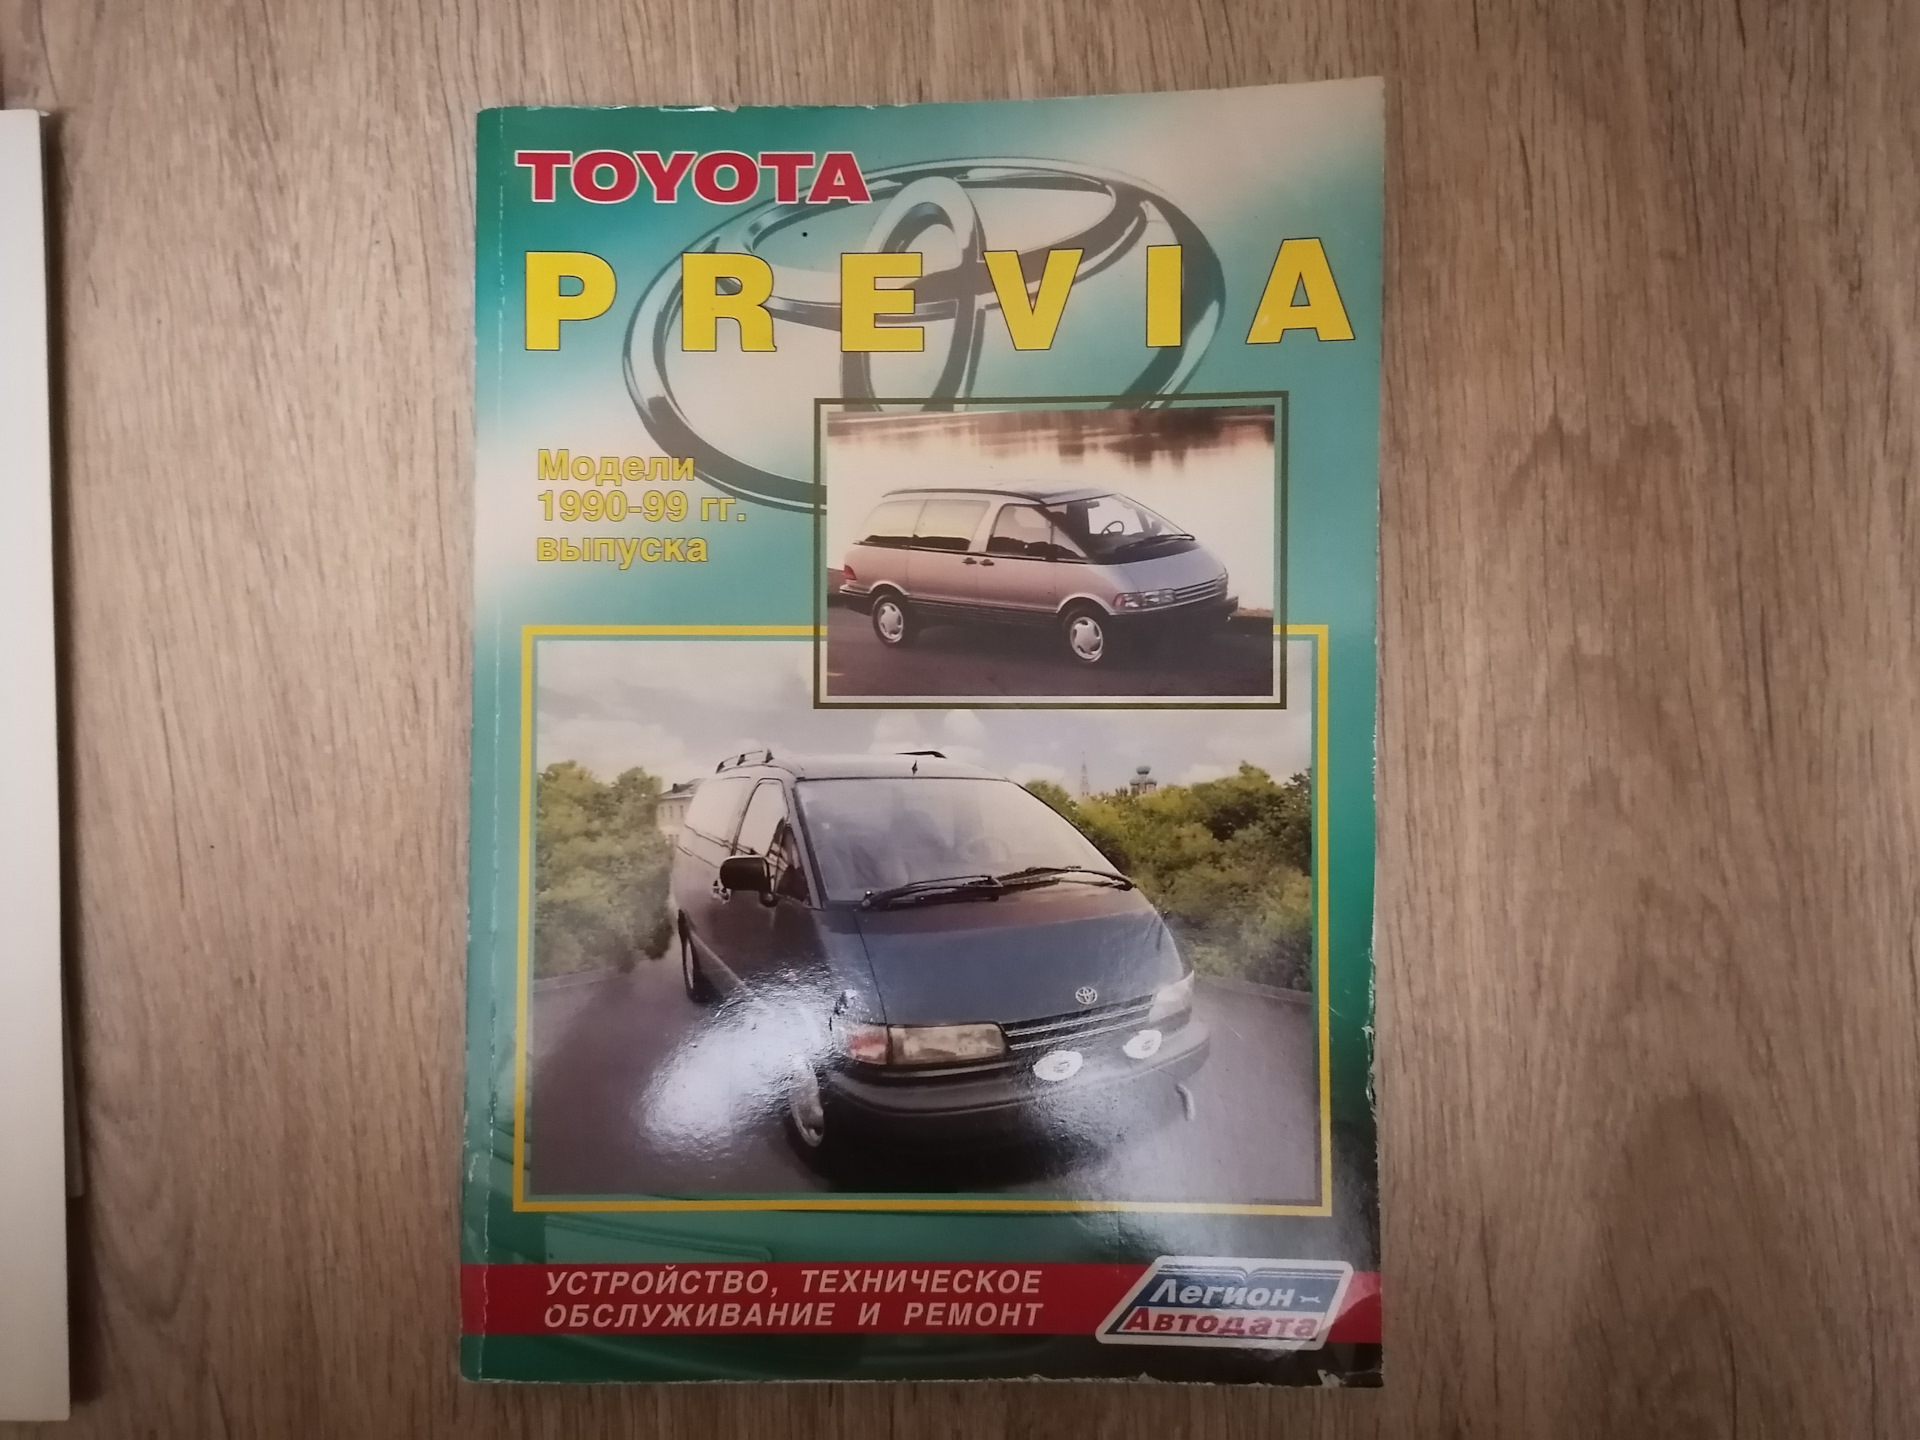 TOYOTA
PREVIA
Модели
1990-99 гг.
выпуска
УСТРОЙСТВО, ТЕХНИЧЕСКОЕ
ОБСЛУЖИВАНИЕ И РЕМОНТ
Легион-
Автодата